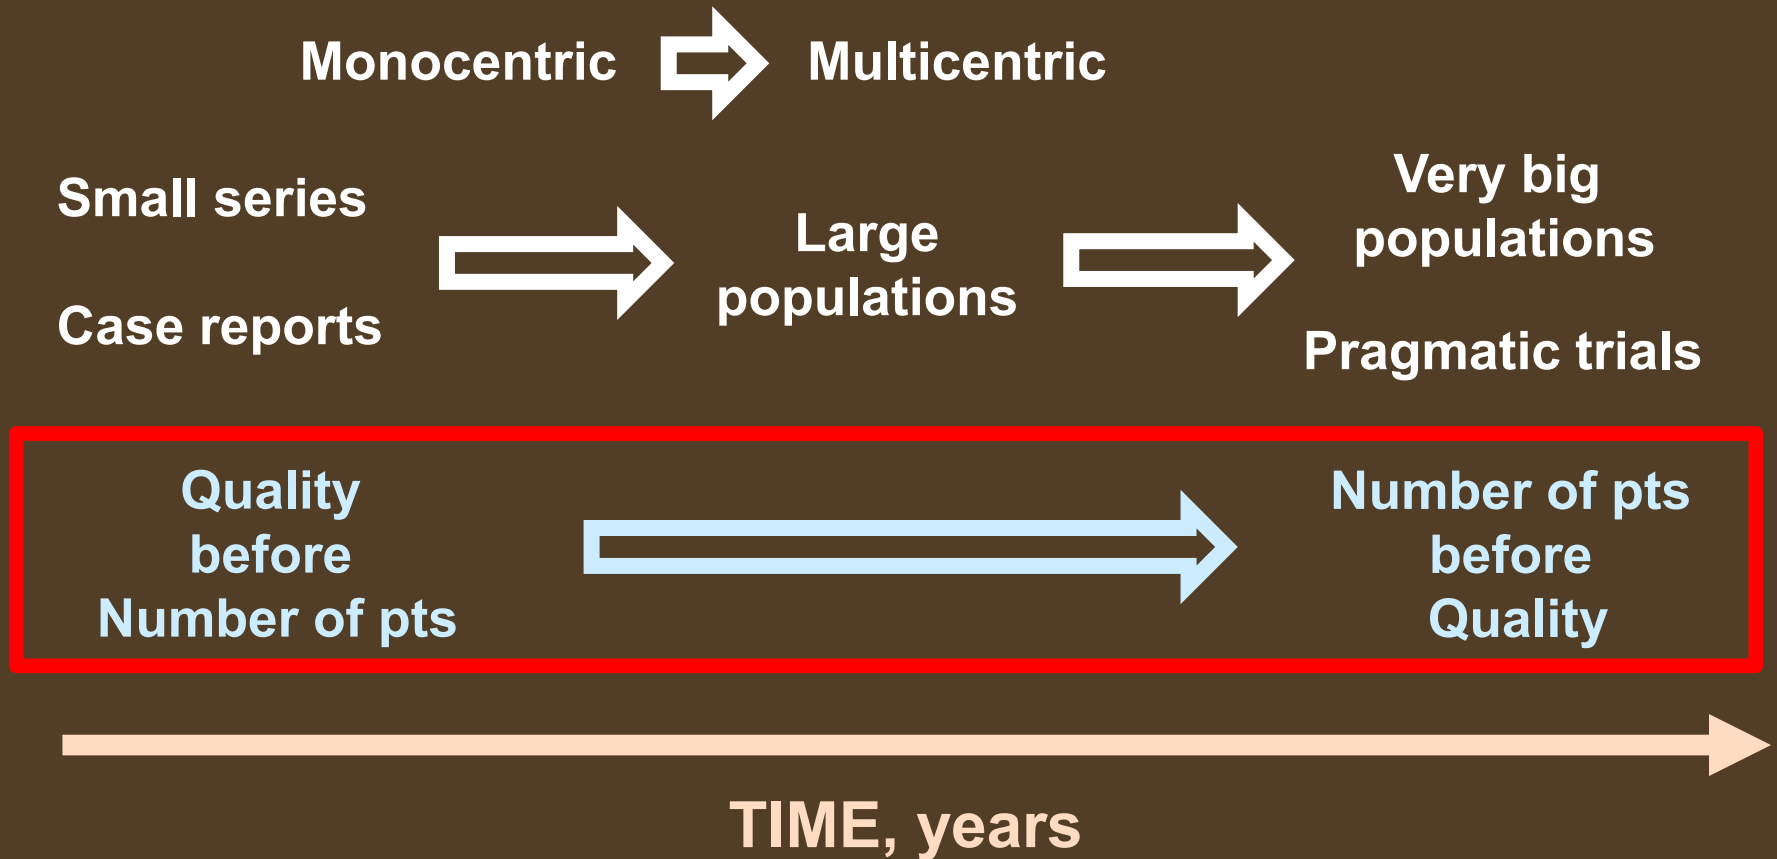 Monocentric
Multicentric
Small series
Case reports
Large
populations
Very big
populations
Pragmatic trials
Quality
before
Number of pts
Number of pts
before
Quality
TIME, years